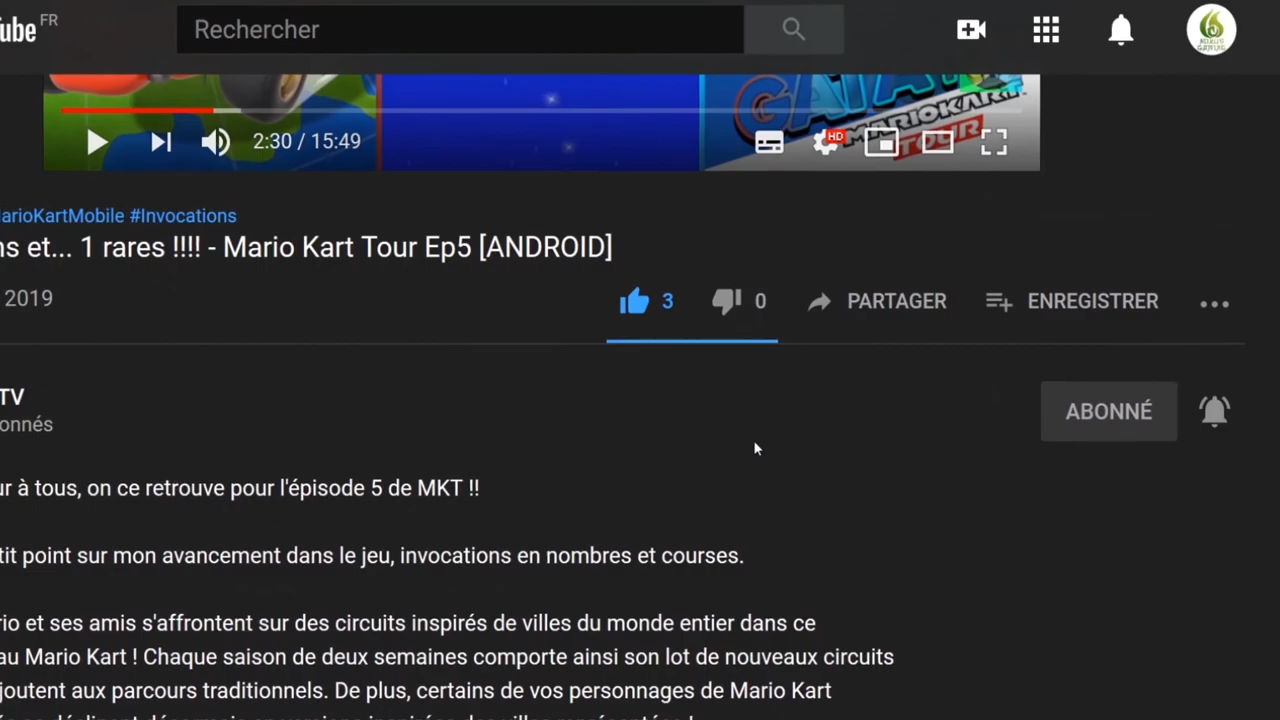 Tube FR
Rechercher
MARIOKART
TOUR
2:30 / 15:49
HD
arioKartMobile #Invocations
ns et... 1 rares !!!! - Mario Kart Tour Ep5 [ANDROID]
2019
3
0
PARTAGER
ENREGISTRER
TV
onnés
ABONNÉ
ur à tous, on ce retrouve pour l'épisode 5 de MKT !!
tit point sur mon avancement dans le jeu, invocations en nombres et courses.
rio et ses amis s'affrontent sur des circuits inspirés de villes du monde entier dans ce
au Mario Kart ! Chaque saison de deux semaines comporte ainsi son lot de nouveaux circuits
joutent aux parcours traditionnels. De plus, certains de vos personnages de Mario Kart